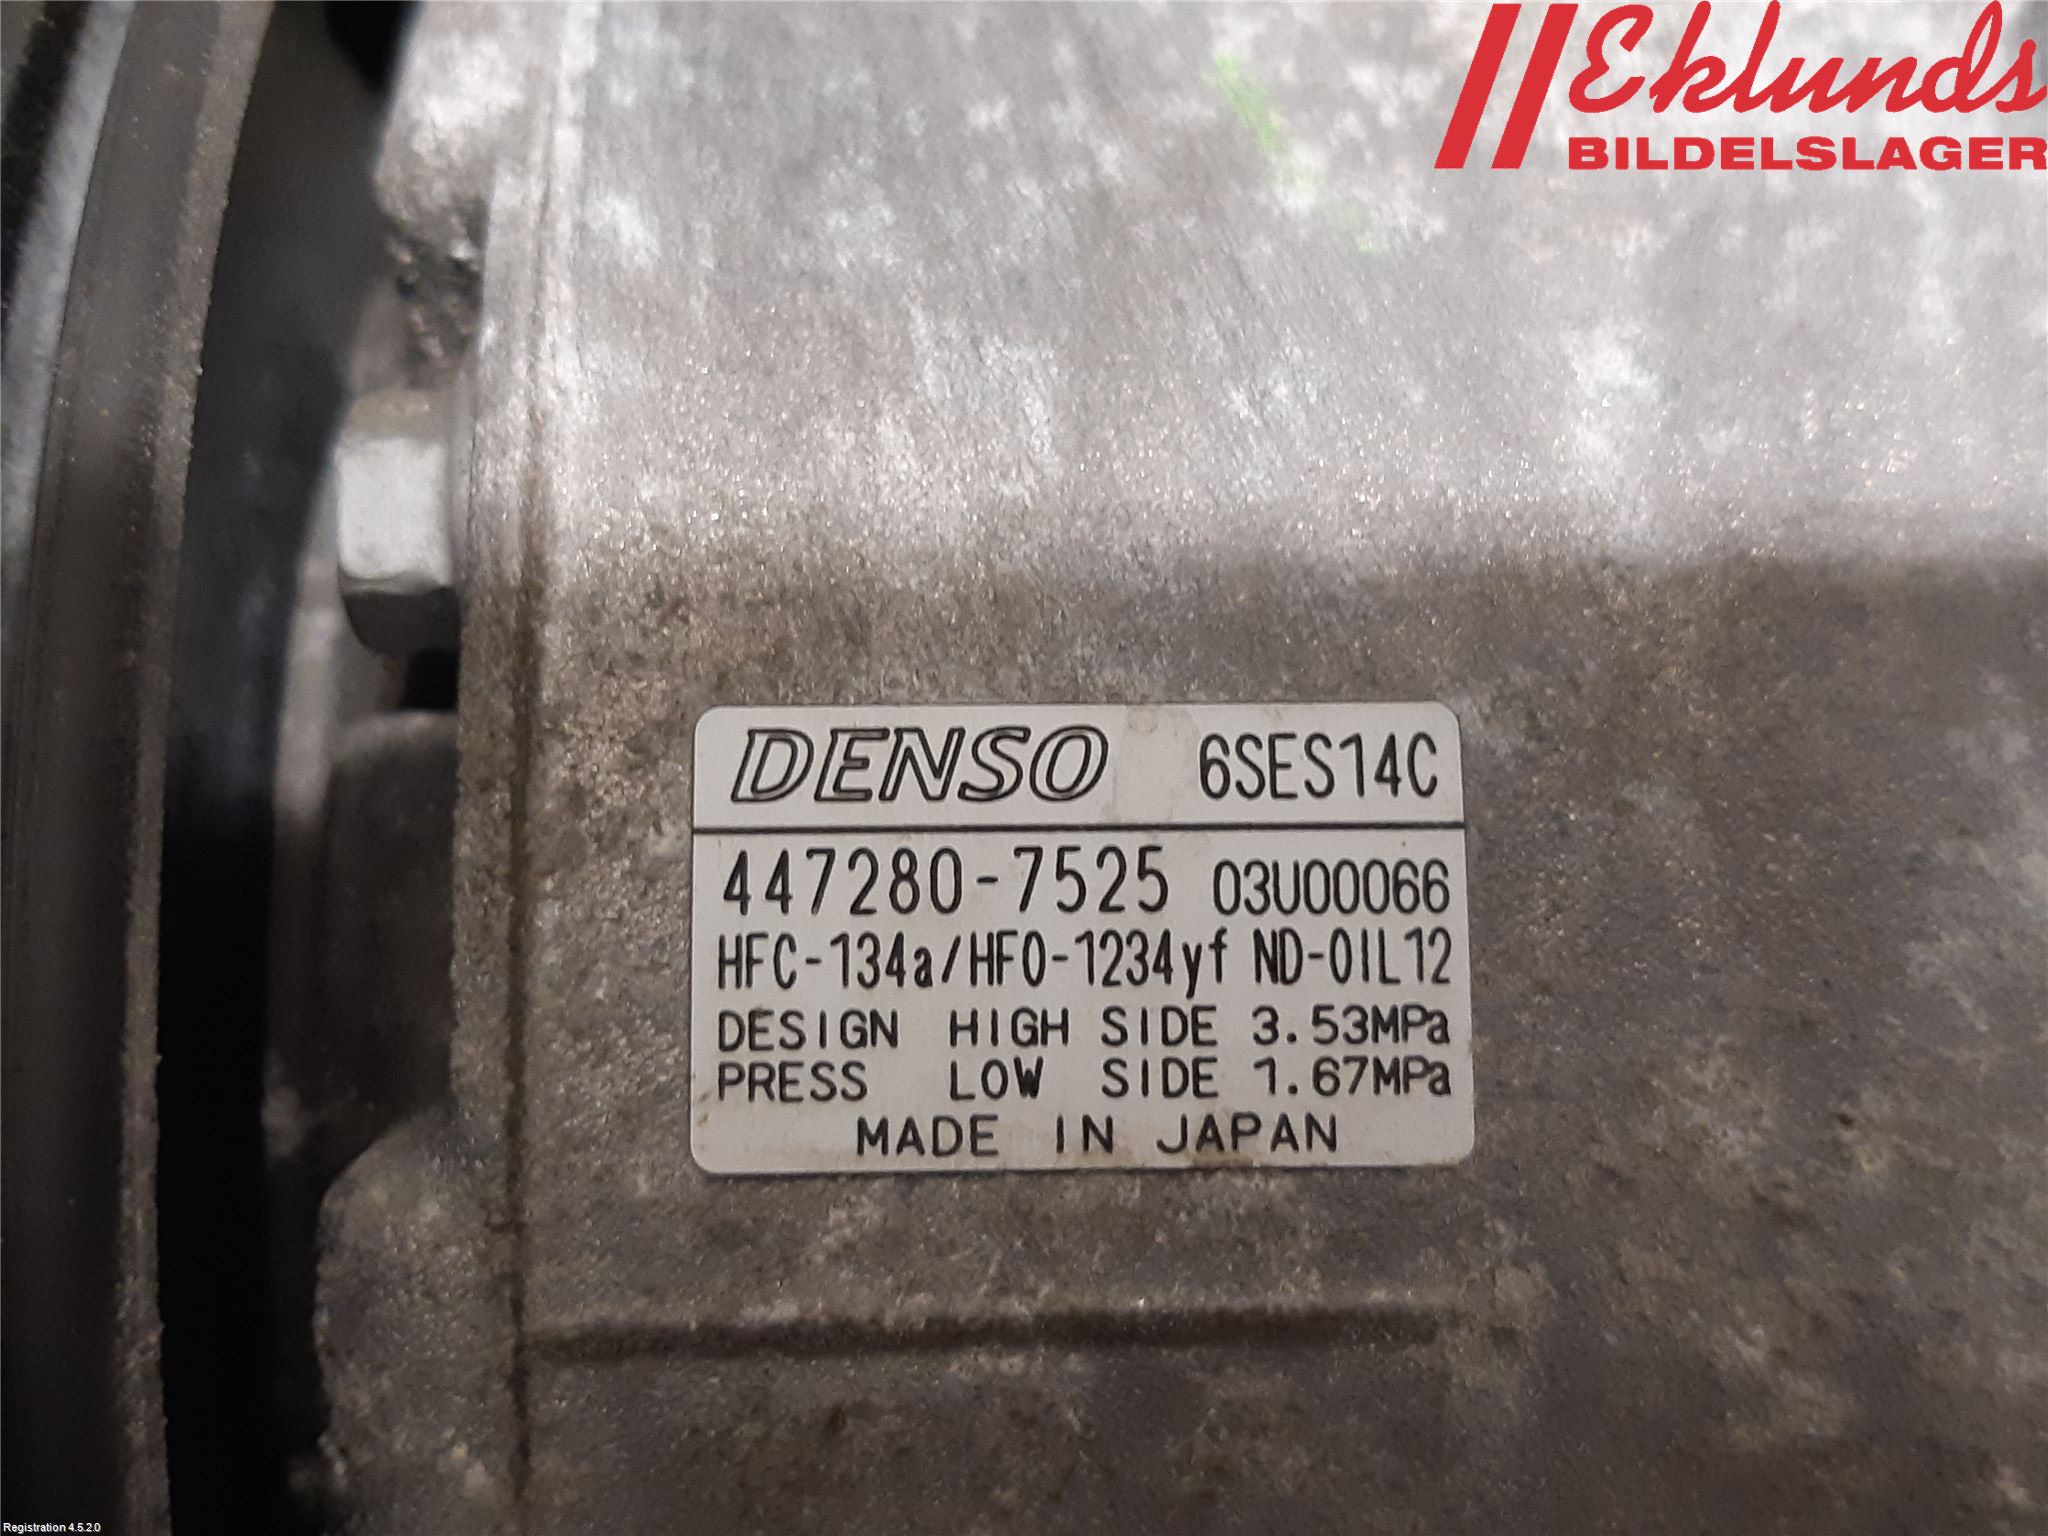 Eklunds
BILDELSLAGER
DENSO 6SES14C
447280-7525 03U00066
HFC-134a/HFO-1234yf ND-OIL12
DESIGN HIGH SIDE 3.53MPa
PRESS LOW SIDE 1.67MPa
MADE IN JAPAN
Registration 4.5.2.0